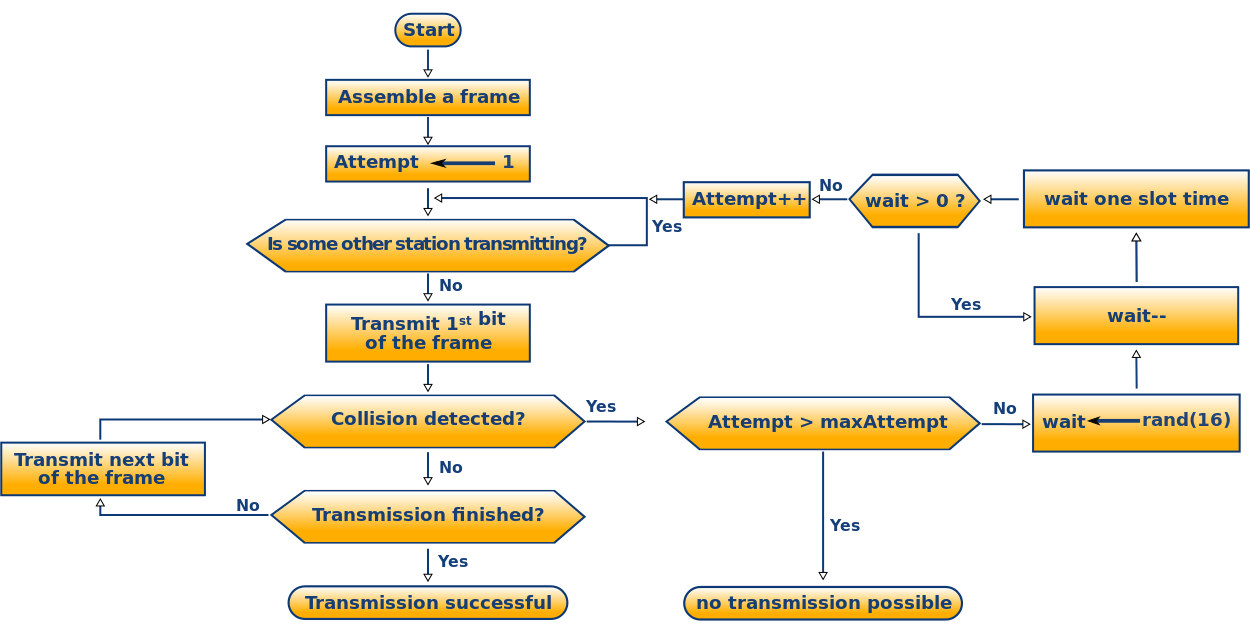 Start
Assemble a frame
Attempt 1
Attempt++
No
wait > 0 ?
wait one slot time
Yes
Is some other station transmitting?
No
Yes
Transmit 1st bit
of the frame
wait--
Collision detected?
Yes
Attempt > maxAttempt
No
wait rand(16)
Transmit next bit
of the frame
No
No
Transmission finished?
Yes
Yes
Transmission successful
no transmission possible